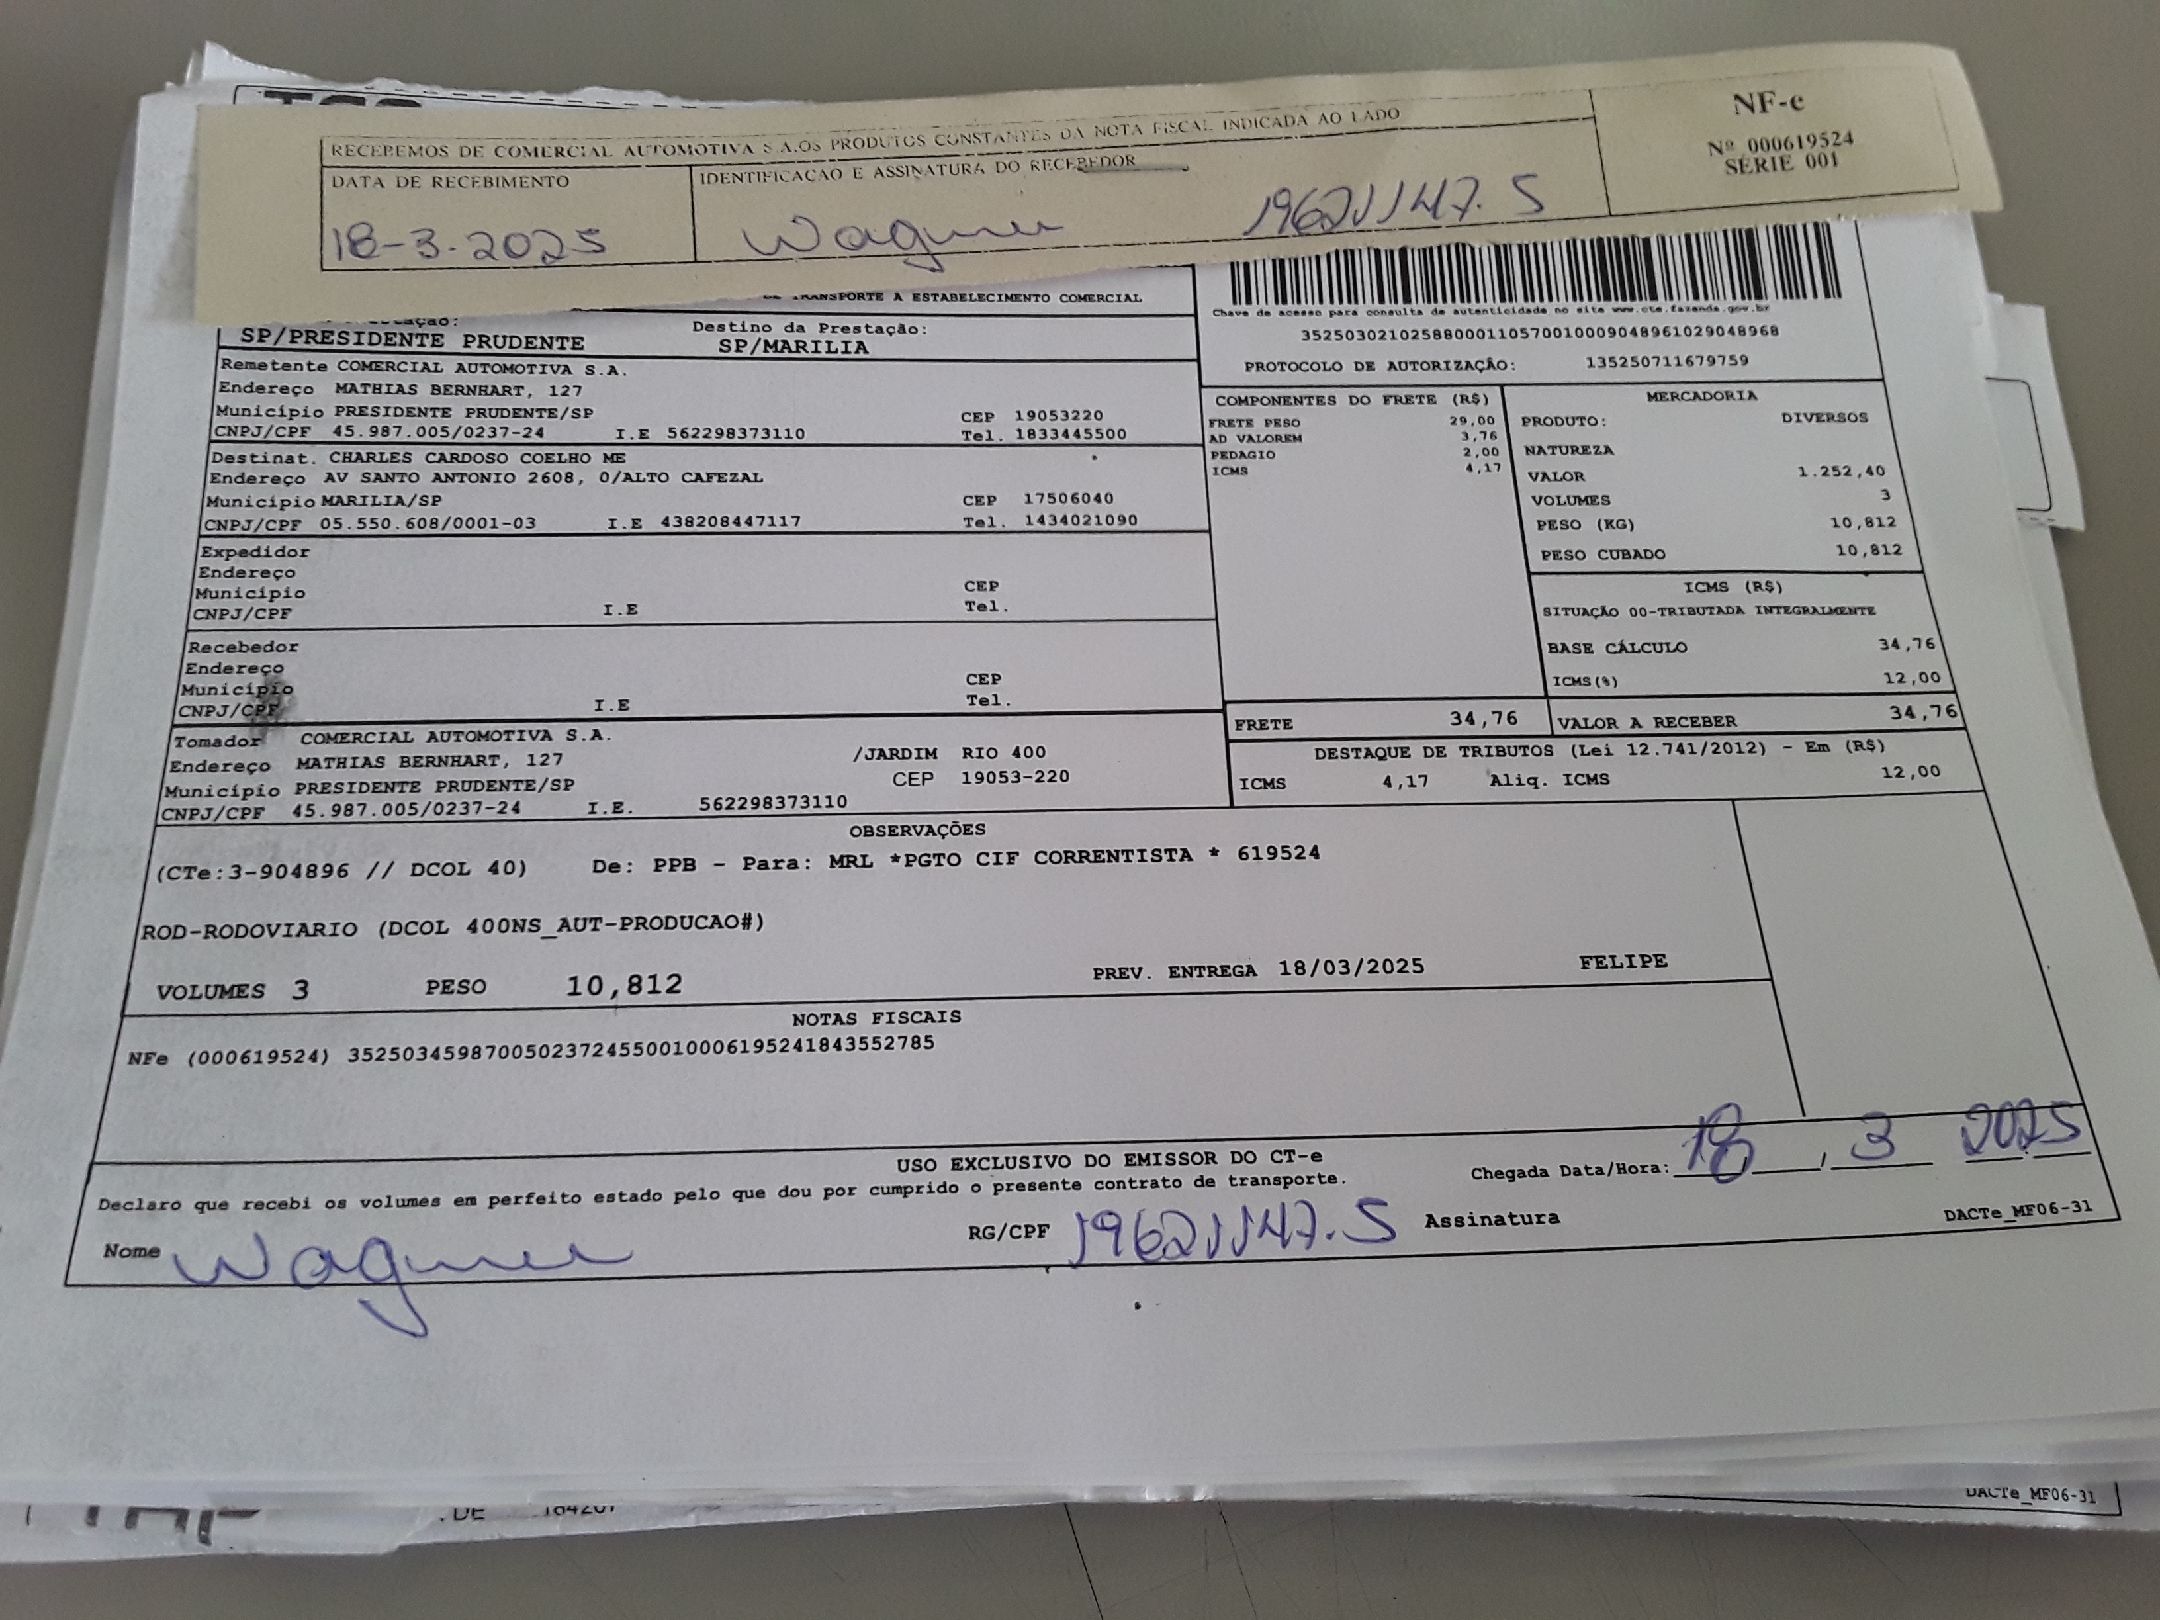 RECEBEMOS DE COMERCIAL AUTOMOTIVA S.A.OS PRODUTOS CONSTANTES DA NOTA FISCAL INDICADA AO LADO
DATA DE RECEBIMENTO
18-3-2025
IDENTIFICACAO E ASSINATURA DO RECEBEDOR
Wagner 19621147.5
NF-e
Nº 000619524
SERIE 001
TRANSPORTE A ESTABELECIMENTO COMERCIAL
SP/PRESIDENTE PRUDENTE
Destino da Prestação:
SP/MARILIA
Chave de acesso para consulta de autenticidade no site www.cte.fazenda.gov.br
35250302102588000110570010009048961029048968
PROTOCOLO DE AUTORIZAÇÂO: 135250711679759
Remetente COMERCIAL AUTOMOTIVA S.A.
Endereço MATHIAS BERNHART, 127
Município PRESIDENTE PRUDENTE/SP CEP 19053220
CNPJ/CPF 45.987.005/0237-24 I.E 562298373110 Tel. 1833445500
Destinat. CHARLES CARDOSO COELHO ME
Endereço AV SANTO ANTONIO 2608, 0/ALTO CAFEZAL
Município MARILIA/SP CEP 17506040
CNPJ/CPF 05.550.608/0001-03 I.E 438208447117 Tel. 1434021090
Expedidor
Endereço
Município CEP
CNPJ/CPF I.E Tel.
Recebedor
Endereço
Município CEP
CNPJ/CPF I.E Tel.
Tomador COMERCIAL AUTOMOTIVA S.A.
Endereço MATHIAS BERNHART, 127 /JARDIM RIO 400
Município PRESIDENTE PRUDENTE/SP CEP 19053-220
CNPJ/CPF 45.987.005/0237-24 I.E. 562298373110
COMPONENTES DO FRETE (R$)
FRETE PESO 29,00
AD VALOREM 3,76
PEDAGIO 2,00
ICMS 4,17
MERCADORIA
PRODUTO: DIVERSOS
NATUREZA
VALOR 1.252,40
VOLUMES 3
PESO (KG) 10,812
PESO CUBADO 10,812
ICMS (R$)
SITUAÇÃO 00-TRIBUTADA INTEGRALMENTE
BASE CÁLCULO 34,76
ICMS(%) 12,00
FRETE 34,76 VALOR A RECEBER 34,76
DESTAQUE DE TRIBUTOS (Lei 12.741/2012) - Em (R$)
ICMS 4,17 Aliq. ICMS 12,00
OBSERVAÇÕES
(CTe:3-904896 // DCOL 40) De: PPB - Para: MRL *PGTO CIF CORRENTISTA * 619524
ROD-RODOVIARIO (DCOL 400NS_AUT-PRODUCAO#)
VOLUMES 3 PESO 10,812 PREV. ENTREGA 18/03/2025 FELIPE
NOTAS FISCAIS
NFe (000619524) 35250345987005023724550010006195241843552785
USO EXCLUSIVO DO EMISSOR DO CT-e
Declaro que recebi os volumes em perfeito estado pelo que dou por cumprido o presente contrato de transporte.
Chegada Data/Hora: 18 / 3 2025
Nome Wagner RG/CPF 19621147.5 Assinatura
DACTe_MF06-31
DACTe_MF06-31